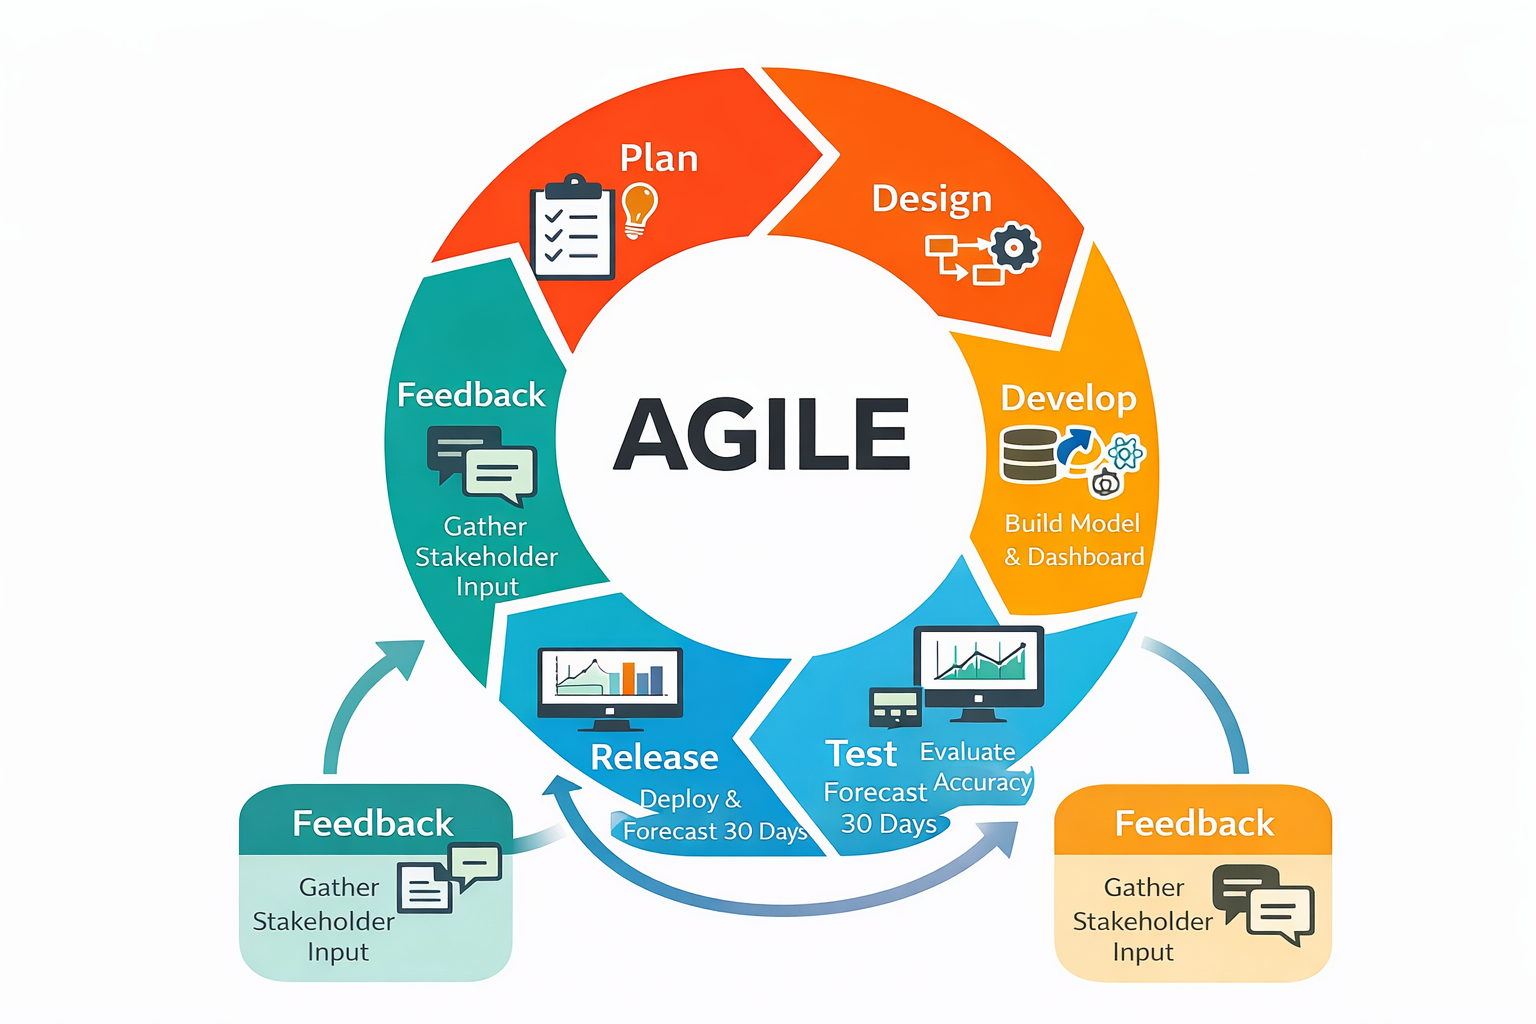 Plan
Design
AGILE
Develop
Build Model
& Dashboard
Feedback
Gather
Stakeholder
Input
Release
Deploy &
Forecast 30 Days
Test
Evaluate
Accuracy
Forecast
30 Days
Feedback
Gather
Stakeholder
Input
Feedback
Gather
Stakeholder
Input